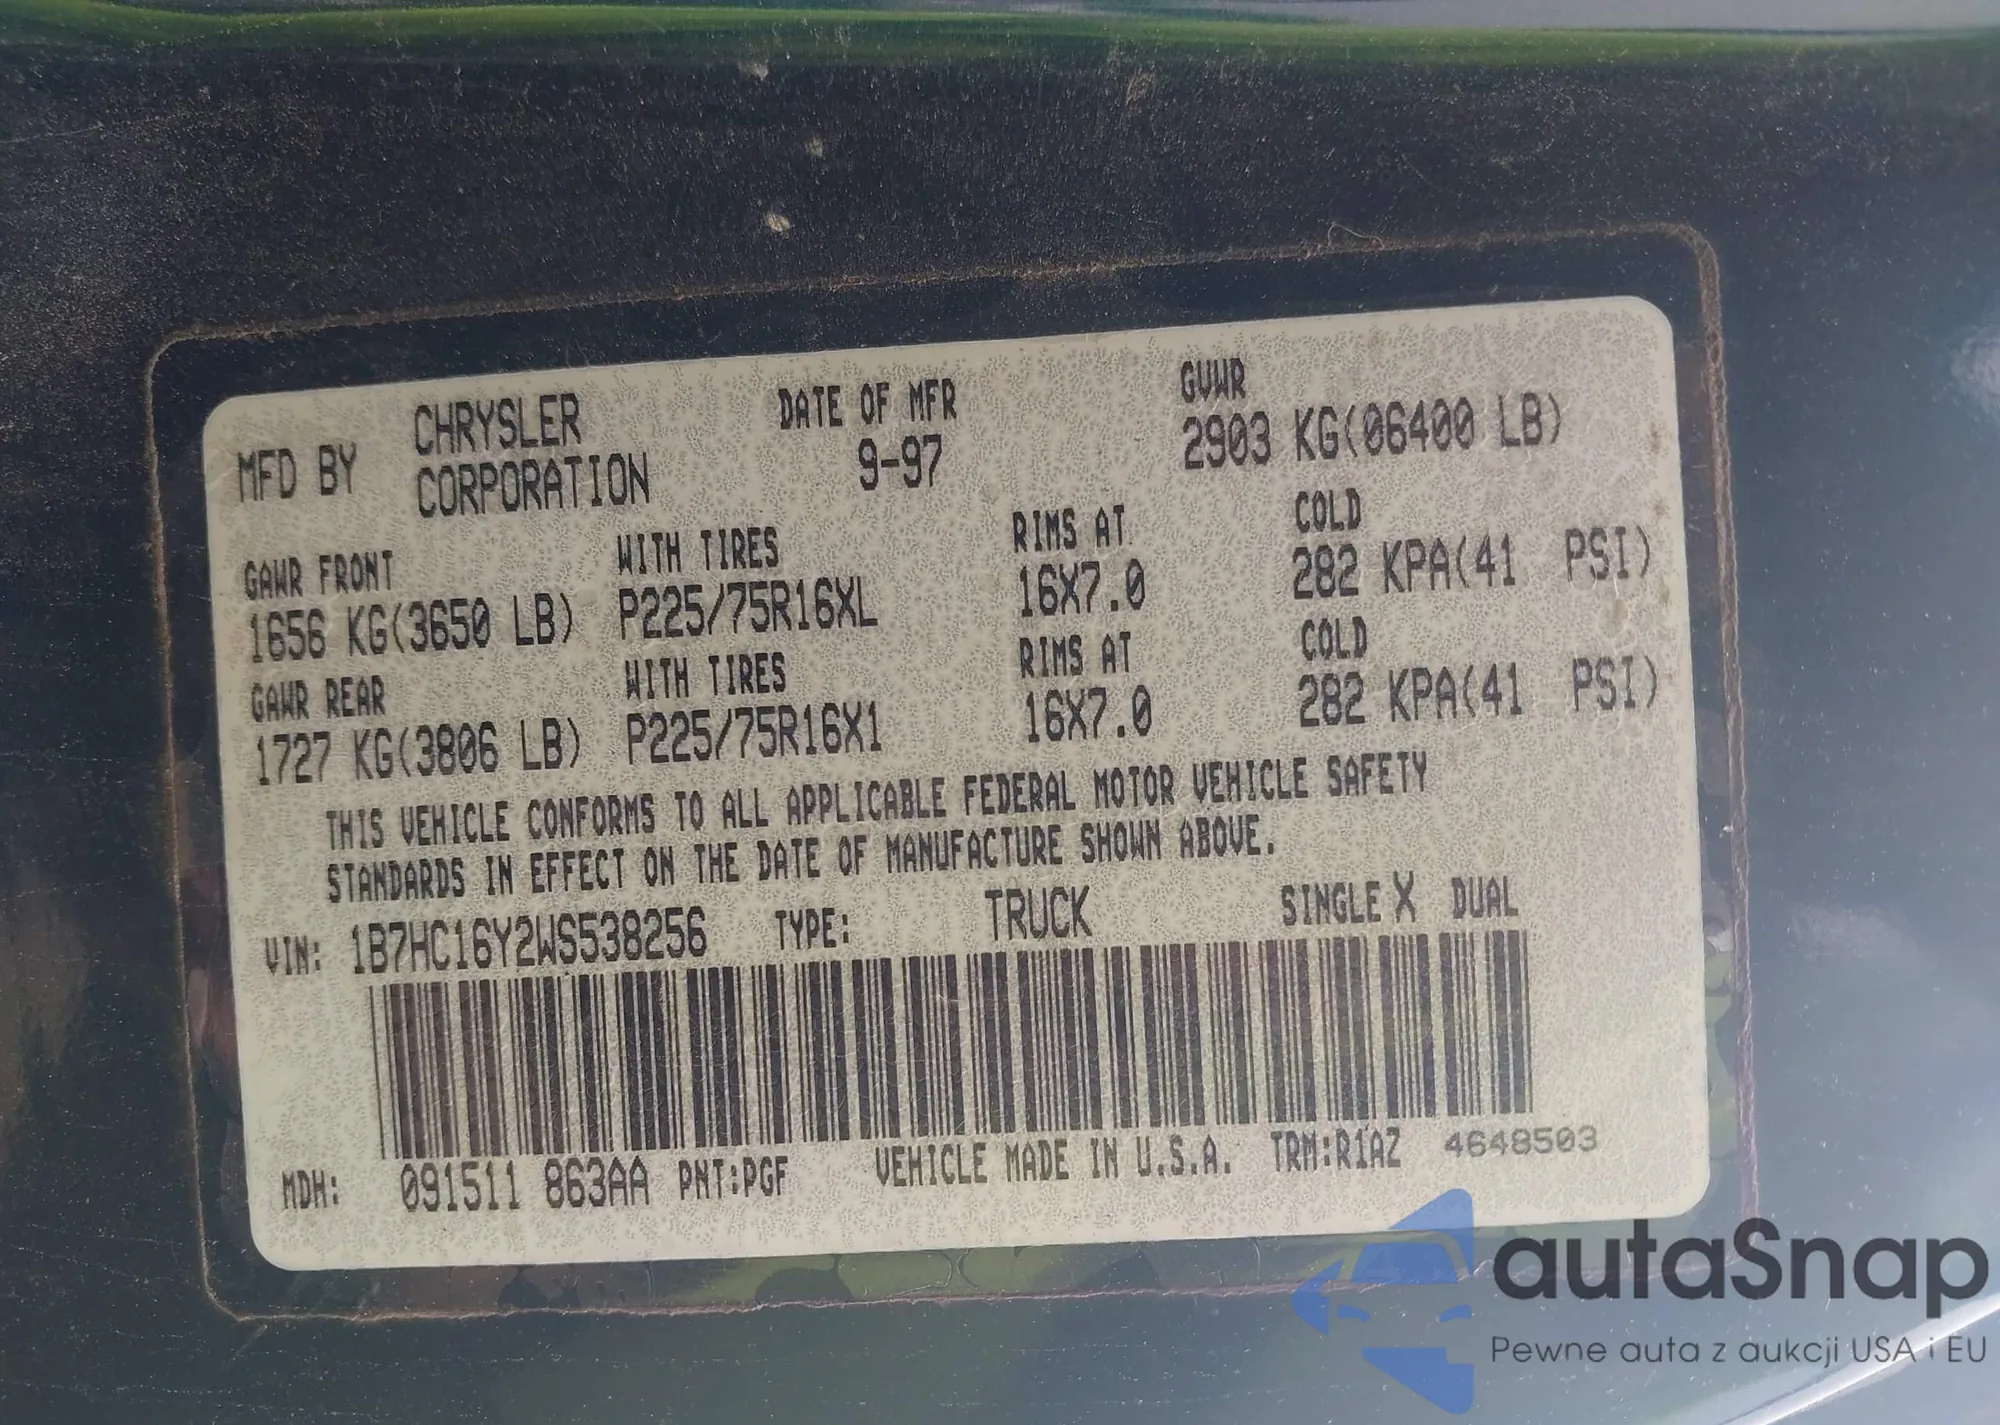 MFD BY CHRYSLER CORPORATION DATE OF MFR 9-97 GVWR 2903 KG(06400 LB)
GAWR FRONT WITH TIRES RIMS AT COLD
1656 KG(3650 LB) P225/75R16XL 16X7.0 282 KPA(41 PSI)
GAWR REAR WITH TIRES RIMS AT COLD
1727 KG(3806 LB) P225/75R16X1 16X7.0 282 KPA(41 PSI)
THIS VEHICLE CONFORMS TO ALL APPLICABLE FEDERAL MOTOR VEHICLE SAFETY
STANDARDS IN EFFECT ON THE DATE OF MANUFACTURE SHOWN ABOVE.
VIN: 1B7HC16Y2WS538256 TYPE: TRUCK SINGLE X DUAL
MDH: 091511 863AA PNT:PGF VEHICLE MADE IN U.S.A. TRM:R1AZ 4648503
autaSnap
Pewne auta z aukcji USA i EU